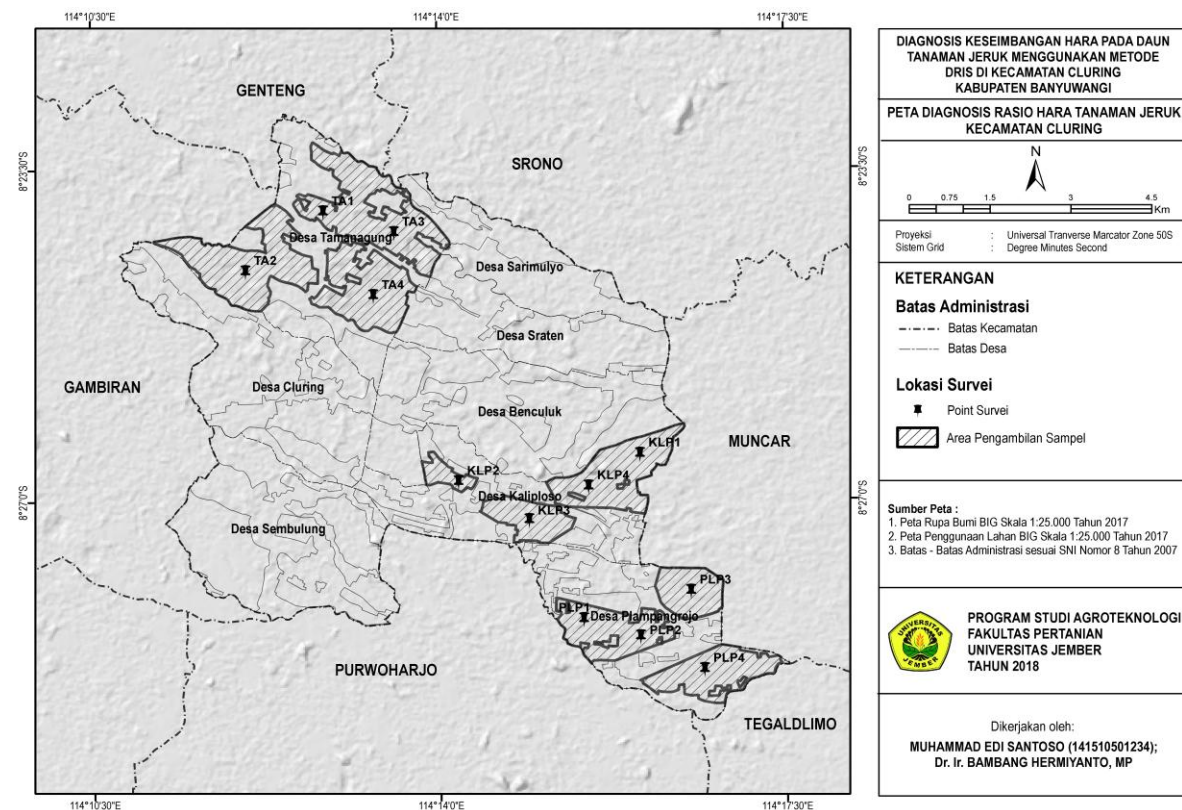 114°10'30"E
114°14'0"E
114°17'30"E
8°23'30"S
8°27'0"S
8°23'30"S
8°27'0"S
114°10'30"E
114°14'0"E
114°17'30"E
GENTENG
SRONO
GAMBIRAN
MUNCAR
PURWOHARJO
TEGALDLIMO
TA1
TA3
Desa Tamanagung
TA2
TA4
Desa Sarimulyo
Desa Sraten
Desa Cluring
Desa Benculuk
KLP1
KLP2
KLP4
Desa Kaliploso
KLP3
Desa Sembulung
PLP3
PLP1
Desa Plampangrejo
PLP2
PLP4
DIAGNOSIS KESEIMBANGAN HARA PADA DAUN
TANAMAN JERUK MENGGUNAKAN METODE
DRIS DI KECAMATAN CLURING
KABUPATEN BANYUWANGI
PETA DIAGNOSIS RASIO HARA TANAMAN JERUK
KECAMATAN CLURING
N
0 0.75 1.5 3 4.5
Km
Proyeksi : Universal Tranverse Marcator Zone 50S
Sistem Grid : Degree Minutes Second
KETERANGAN
Batas Administrasi
Batas Kecamatan
Batas Desa
Lokasi Survei
Point Survei
Area Pengambilan Sampel
Sumber Peta :
1. Peta Rupa Bumi BIG Skala 1:25.000 Tahun 2017
2. Peta Penggunaan Lahan BIG Skala 1:25.000 Tahun 2017
3. Batas - Batas Administrasi sesuai SNI Nomor 8 Tahun 2007
UNIVERSITAS
JEMBER
PROGRAM STUDI AGROTEKNOLOGI
FAKULTAS PERTANIAN
UNIVERSITAS JEMBER
TAHUN 2018
Dikerjakan oleh:
MUHAMMAD EDI SANTOSO (141510501234);
Dr. Ir. BAMBANG HERMIYANTO, MP